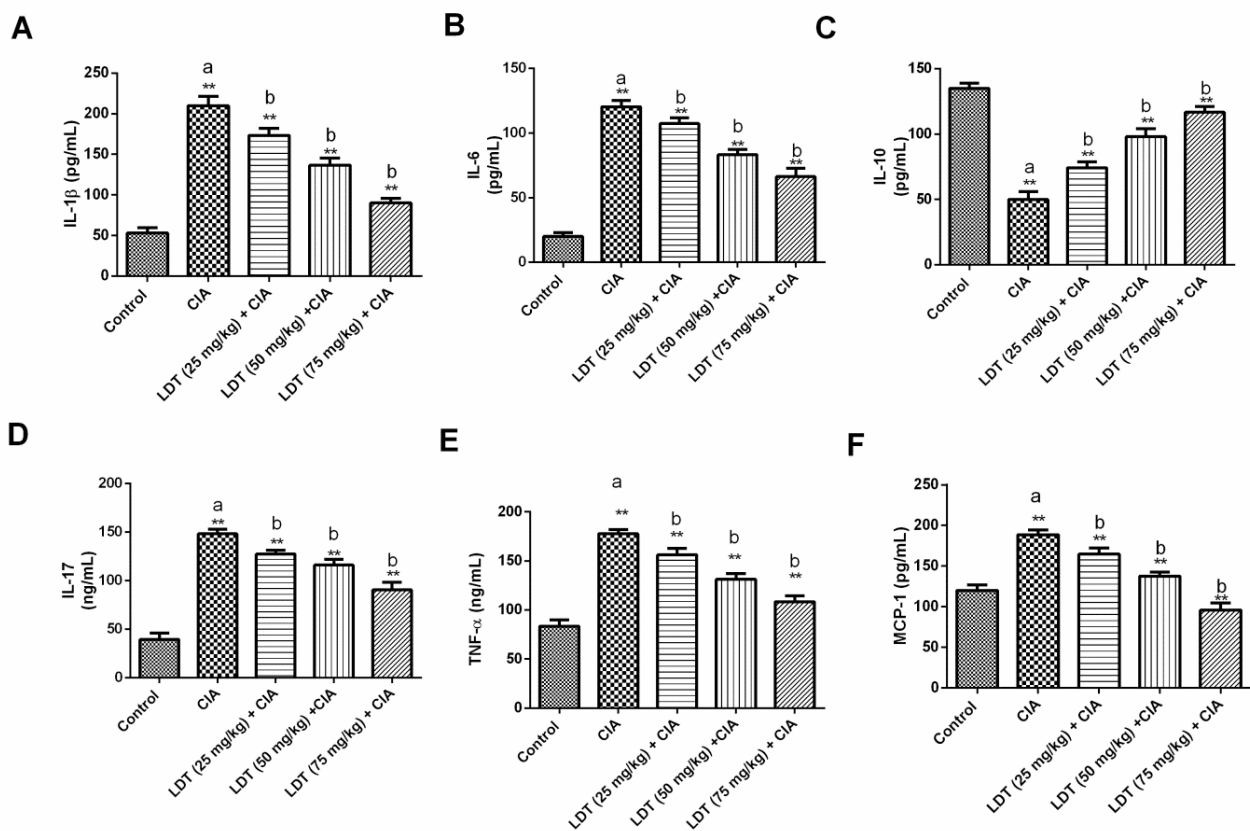 A
IL-1β (pg/mL)
250
200
150
100
50
0
a
**
b
**
b
**
b
**
Control
CIA
LDT (25 mg/kg) + CIA
LDT (50 mg/kg) +CIA
LDT (75 mg/kg) + CIA
B
IL-6
(pg/mL)
150
100
50
0
a
**
b
**
b
**
b
**
Control
CIA
LDT (25 mg/kg) + CIA
LDT (50 mg/kg) +CIA
LDT (75 mg/kg) + CIA
C
IL-10
(pg/mL)
150
100
50
0
a
**
b
**
b
**
b
**
Control
CIA
LDT (25 mg/kg) + CIA
LDT (50 mg/kg) +CIA
LDT (75 mg/kg) + CIA
D
IL-17
(ng/mL)
200
150
100
50
0
a
**
b
**
b
**
b
**
Control
CIA
LDT (25 mg/kg) + CIA
LDT (50 mg/kg) +CIA
LDT (75 mg/kg) + CIA
E
TNF-α (ng/mL)
200
150
100
50
0
a
**
b
**
b
**
b
**
Control
CIA
LDT (25 mg/kg) + CIA
LDT (50 mg/kg) +CIA
LDT (75 mg/kg) + CIA
F
MCP-1 (pg/mL)
250
200
150
100
50
0
a
**
b
**
b
**
b
**
Control
CIA
LDT (25 mg/kg) + CIA
LDT (50 mg/kg) +CIA
LDT (75 mg/kg) + CIA